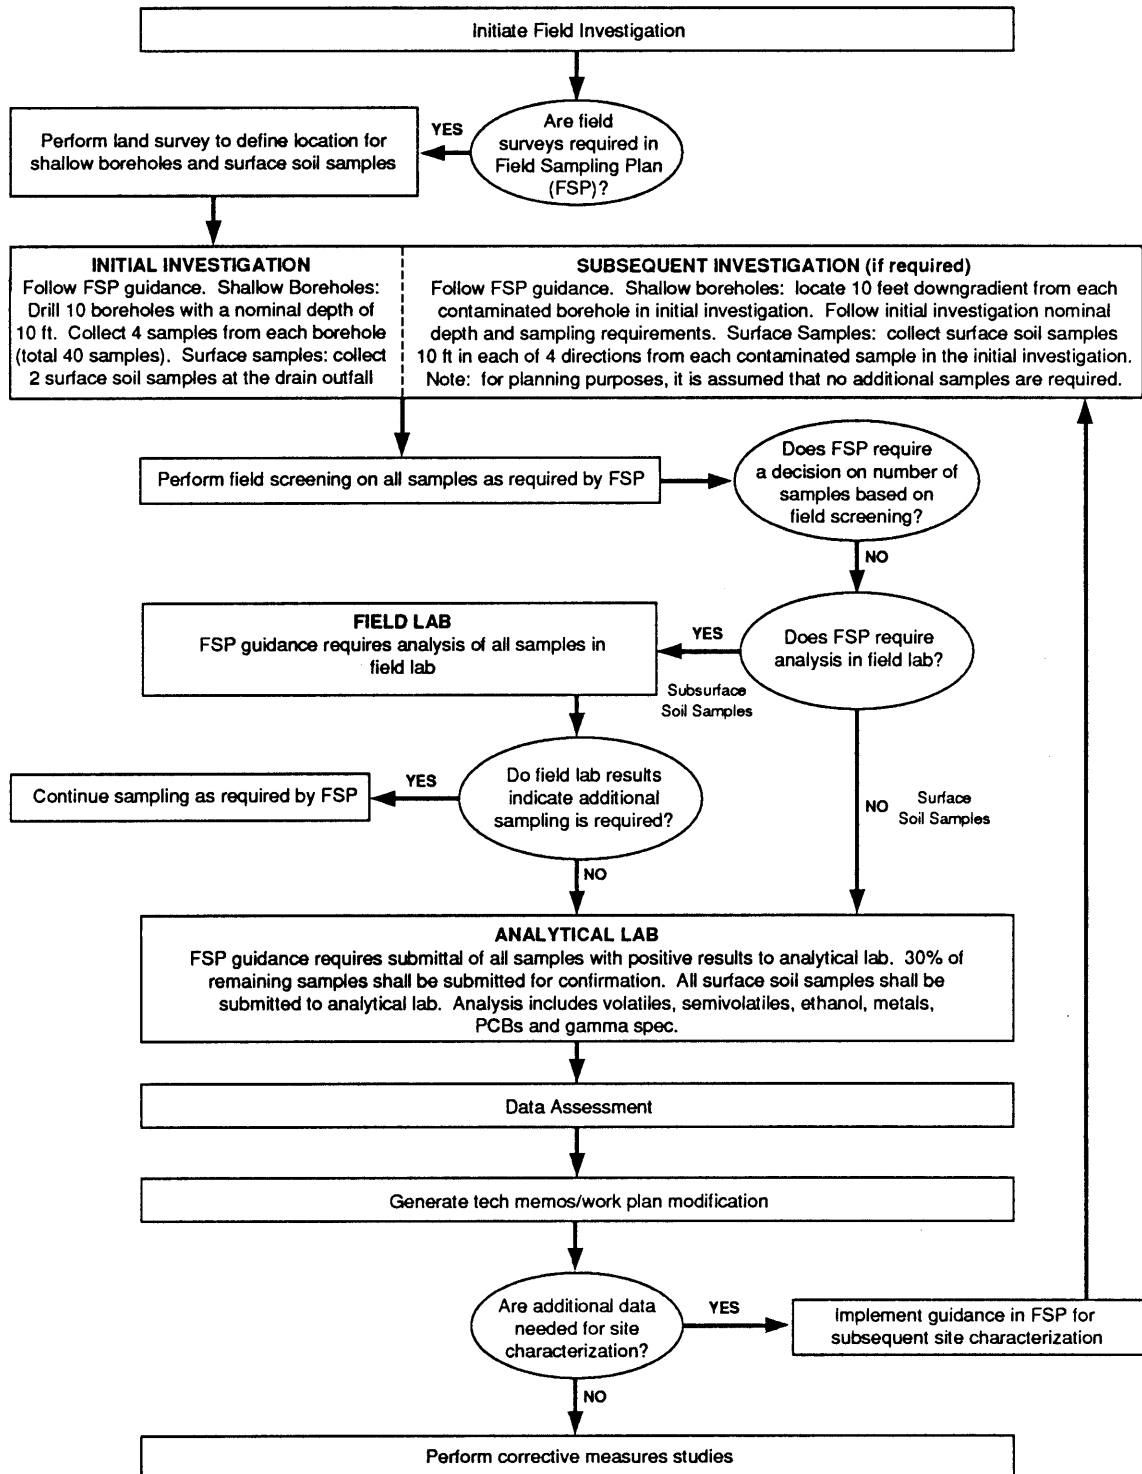 Initiate Field Investigation
Are field
surveys required in
Field Sampling Plan
(FSP)?
YES
Perform land survey to define location for
shallow boreholes and surface soil samples
INITIAL INVESTIGATION
Follow FSP guidance. Shallow Boreholes:
Drill 10 boreholes with a nominal depth of
10 ft. Collect 4 samples from each borehole
(total 40 samples). Surface samples: collect
2 surface soil samples at the drain outfall
SUBSEQUENT INVESTIGATION (if required)
Follow FSP guidance. Shallow boreholes: locate 10 feet downgradient from each
contaminated borehole in initial investigation. Follow initial investigation nominal
depth and sampling requirements. Surface Samples: collect surface soil samples
10 ft in each of 4 directions from each contaminated sample in the initial investigation.
Note: for planning purposes, it is assumed that no additional samples are required.
Perform field screening on all samples as required by FSP
Does FSP require
a decision on number of
samples based on
field screening?
NO
Does FSP require
analysis in field lab?
YES
FIELD LAB
FSP guidance requires analysis of all samples in
field lab
Subsurface
Soil Samples
Do field lab results
indicate additional
sampling is required?
YES
Continue sampling as required by FSP
NO
Surface
Soil Samples
NO
ANALYTICAL LAB
FSP guidance requires submittal of all samples with positive results to analytical lab. 30% of
remaining samples shall be submitted for confirmation. All surface soil samples shall be
submitted to analytical lab. Analysis includes volatiles, semivolatiles, ethanol, metals,
PCBs and gamma spec.
Data Assessment
Generate tech memos/work plan modification
Are additional data
needed for site
characterization?
YES
Implement guidance in FSP for
subsequent site characterization
NO
Perform corrective measures studies